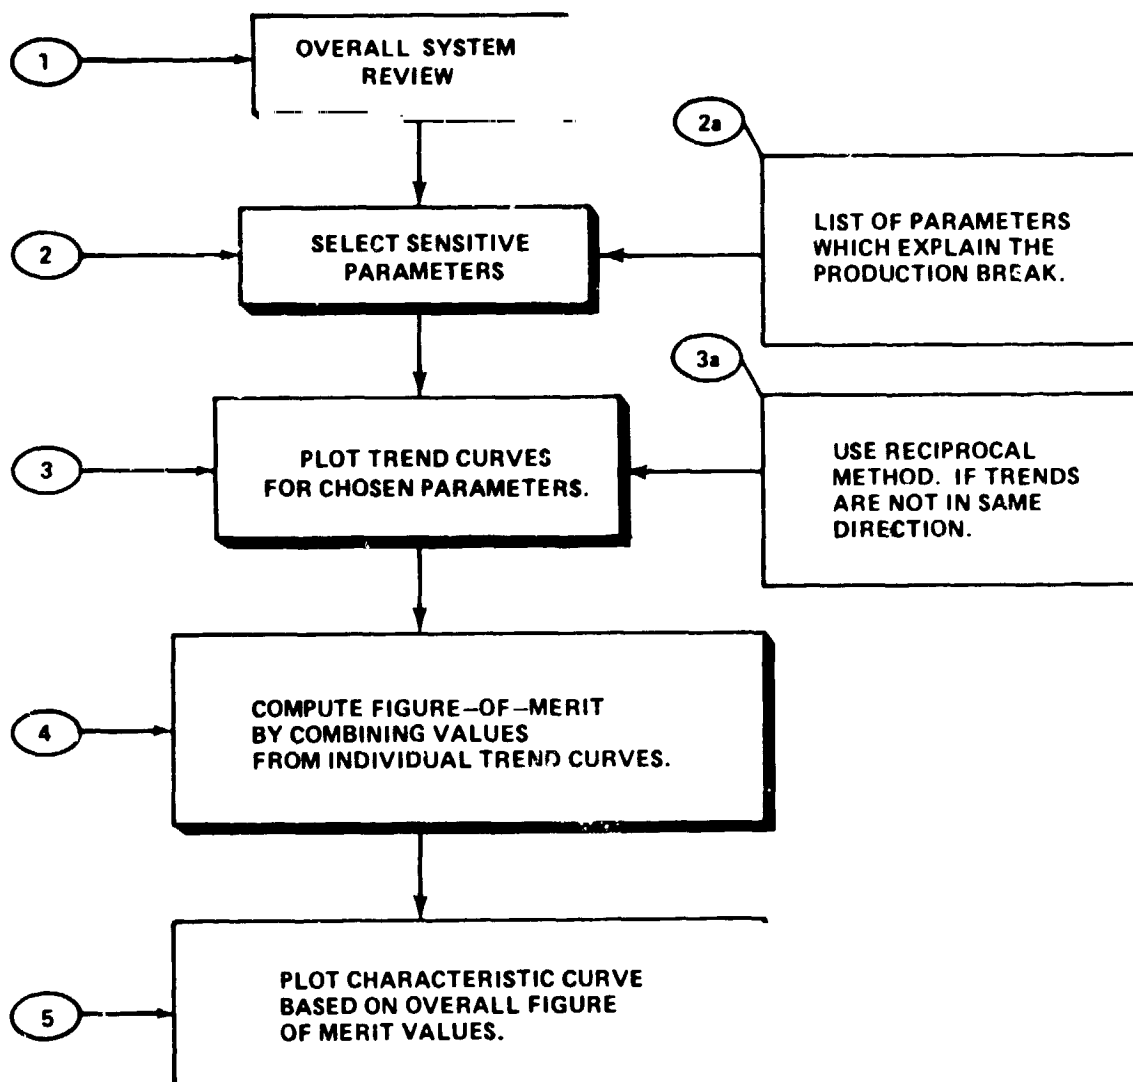 1
OVERALL SYSTEM
REVIEW
2a
LIST OF PARAMETERS
WHICH EXPLAIN THE
PRODUCTION BREAK.
2
SELECT SENSITIVE
PARAMETERS
3a
USE RECIPROCAL
METHOD. IF TRENDS
ARE NOT IN SAME
DIRECTION.
3
PLOT TREND CURVES
FOR CHOSEN PARAMETERS.
4
COMPUTE FIGURE–OF–MERIT
BY COMBINING VALUES
FROM INDIVIDUAL TREND CURVES.
5
PLOT CHARACTERISTIC CURVE
BASED ON OVERALL FIGURE
OF MERIT VALUES.